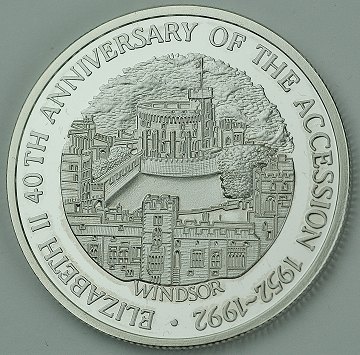 ELIZABETH II 40TH ANNIVERSARY OF THE ACCESSION 1952~1992 •
WINDSOR